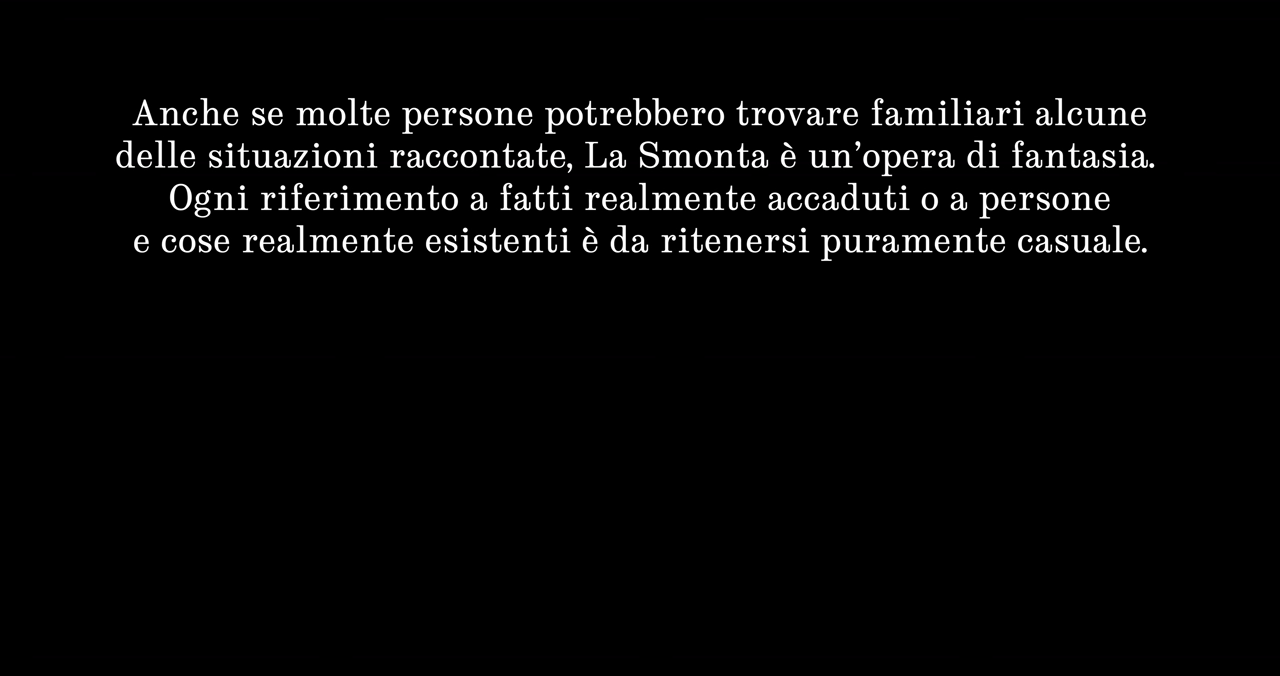 Anche se molte persone potrebbero trovare familiari alcune
delle situazioni raccontate, La Smonta è un’opera di fantasia.
Ogni riferimento a fatti realmente accaduti o a persone
e cose realmente esistenti è da ritenersi puramente casuale.